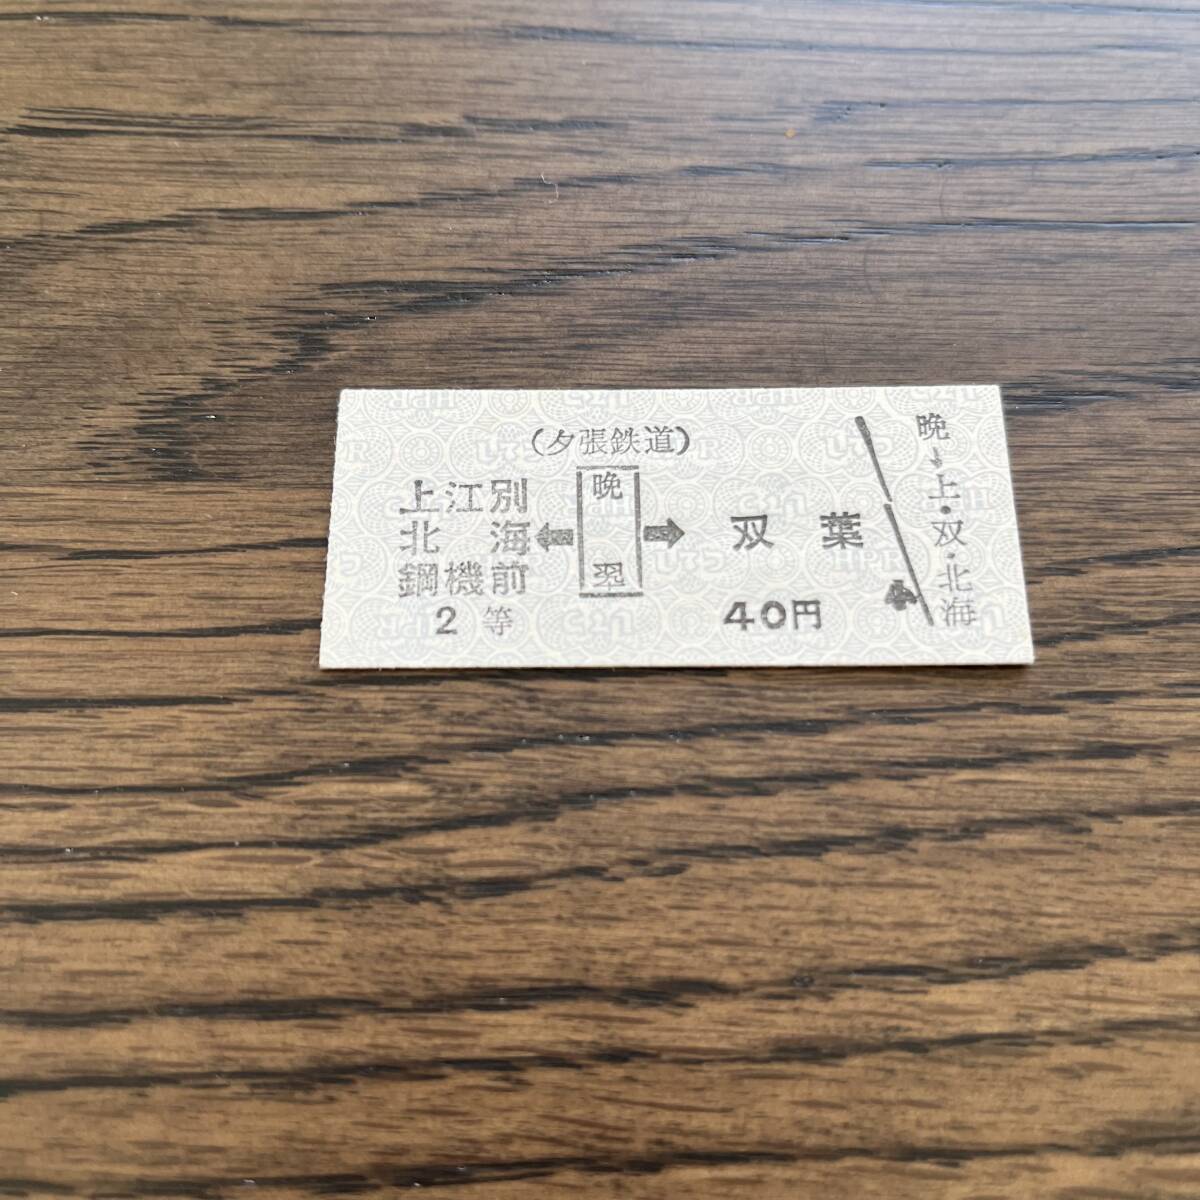 (夕張鉄道)
上江別
北海
鋼機前
2等
晩翠
双葉
40円
晩→上・双・北海